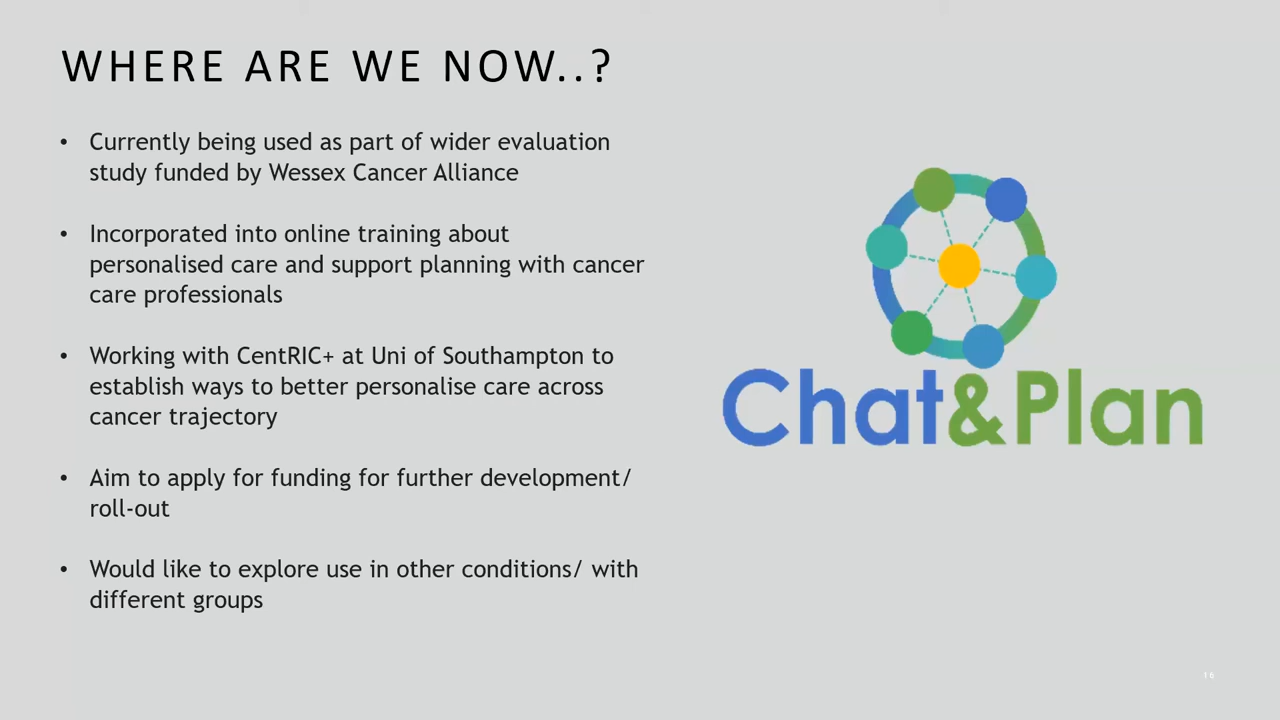 WHERE ARE WE NOW..?
• Currently being used as part of wider evaluation
study funded by Wessex Cancer Alliance
• Incorporated into online training about
personalised care and support planning with cancer
care professionals
• Working with CentRIC+ at Uni of Southampton to
establish ways to better personalise care across
cancer trajectory
• Aim to apply for funding for further development/
roll-out
• Would like to explore use in other conditions/ with
different groups
Chat&Plan
16